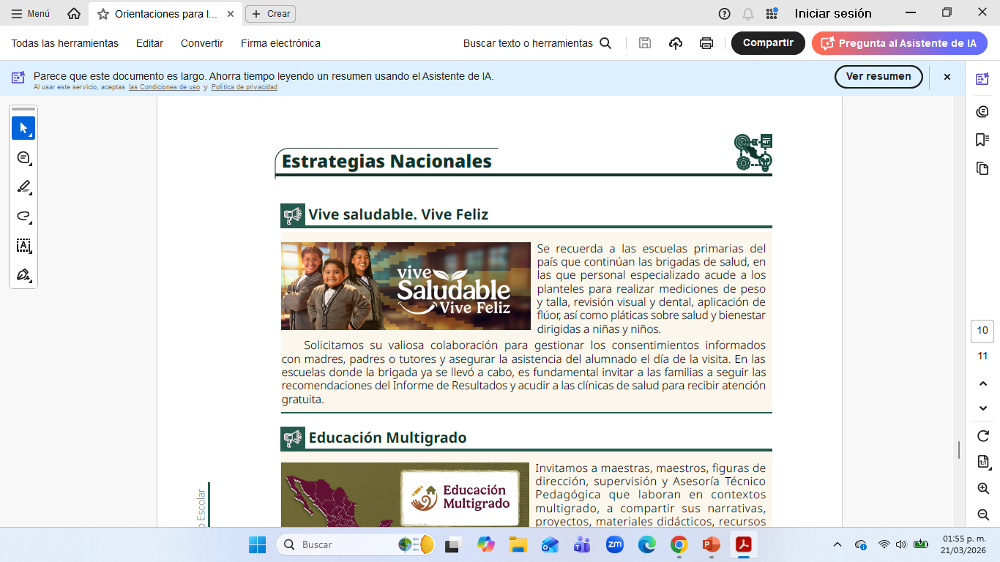 Menú
Orientaciones para l...
Crear
Iniciar sesión
Todas las herramientas
Editar
Convertir
Firma electrónica
Buscar texto o herramientas
Compartir
Pregunta al Asistente de IA
Parece que este documento es largo. Ahorra tiempo leyendo un resumen usando el Asistente de IA.
Al usar este servicio, aceptas las Condiciones de uso y Política de privacidad
Ver resumen
Estrategias Nacionales
Vive saludable. Vive Feliz
vive
Saludable
Vive Feliz
Se recuerda a las escuelas primarias del
país que continúan las brigadas de salud, en
las que personal especializado acude a los
planteles para realizar mediciones de peso
y talla, revisión visual y dental, aplicación de
flúor, así como pláticas sobre salud y bienestar
dirigidas a niñas y niños.
Solicitamos su valiosa colaboración para gestionar los consentimientos informados
con madres, padres o tutores y asegurar la asistencia del alumnado el día de la visita. En las
escuelas donde la brigada ya se llevó a cabo, es fundamental invitar a las familias a seguir las
recomendaciones del Informe de Resultados y acudir a las clínicas de salud para recibir atención
gratuita.
Educación Multigrado
Educación
Multigrado
Invitamos a maestras, maestros, figuras de
dirección, supervisión y Asesoría Técnico
Pedagógica que laboran en contextos
multigrado, a compartir sus narrativas,
proyectos, materiales didácticos, recursos
o Escolar
10
11
1:1
Buscar
zm
01:55 p. m.
21/03/2026